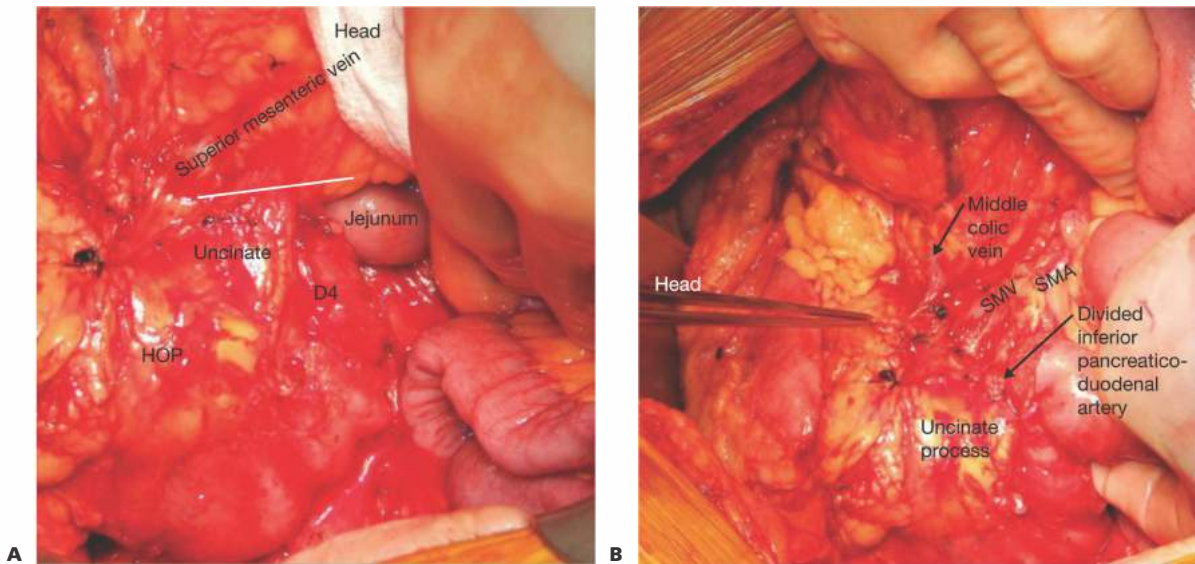 Head
Superior mesenteric vein
Jejunum
Uncinate
D4
HOP
A
Middle
colic
vein
Head
SMV
SMA
Divided
inferior
pancreatico-
duodenal
artery
Uncinate
process
B